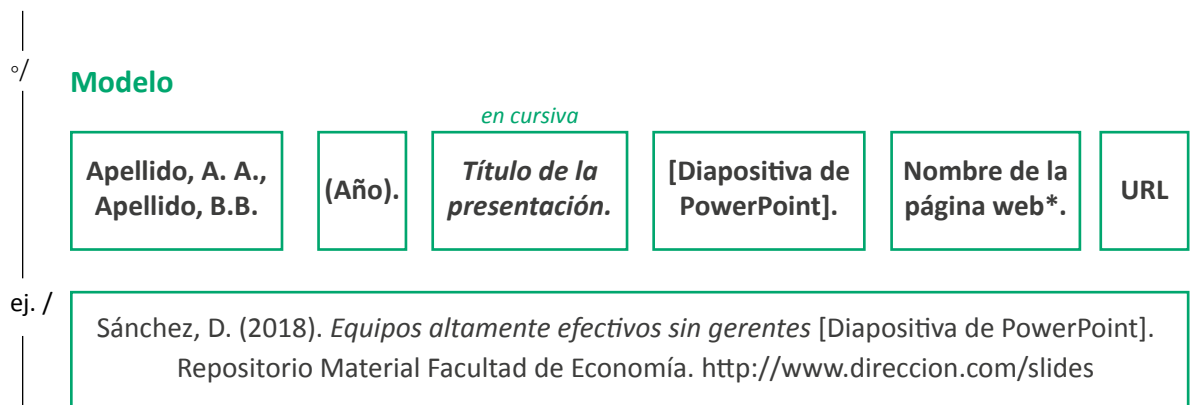 °/
Modelo
en cursiva
Apellido, A. A.,
Apellido, B.B.
(Año).
Título de la
presentación.
[Diapositiva de
PowerPoint].
Nombre de la
página web*.
URL
ej. /
Sánchez, D. (2018). Equipos altamente efectivos sin gerentes [Diapositiva de PowerPoint].
Repositorio Material Facultad de Economía. http://www.direccion.com/slides